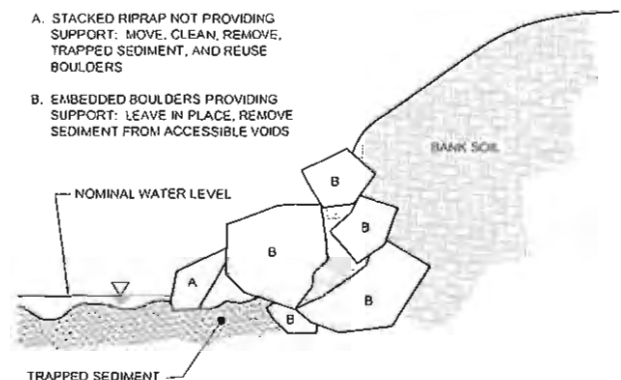 A. STACKED RIPRAP NOT PROVIDING
SUPPORT: MOVE, CLEAN, REMOVE,
TRAPPED SEDIMENT, AND REUSE
BOULDERS
B. EMBEDDED BOULDERS PROVIDING
SUPPORT: LEAVE IN PLACE, REMOVE
SEDIMENT FROM ACCESSIBLE VOIDS
BANK SOIL
B
NOMINAL WATER LEVEL
B
B
A
B
B
TRAPPED SEDIMENT